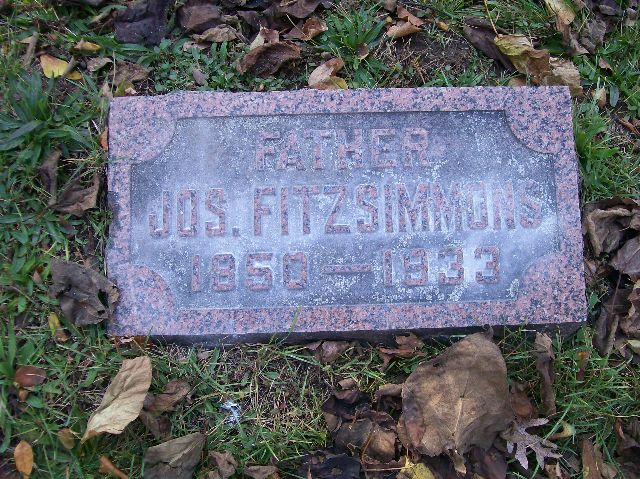 FATHER
JOS. FITZSIMMONS
1850 — 1933